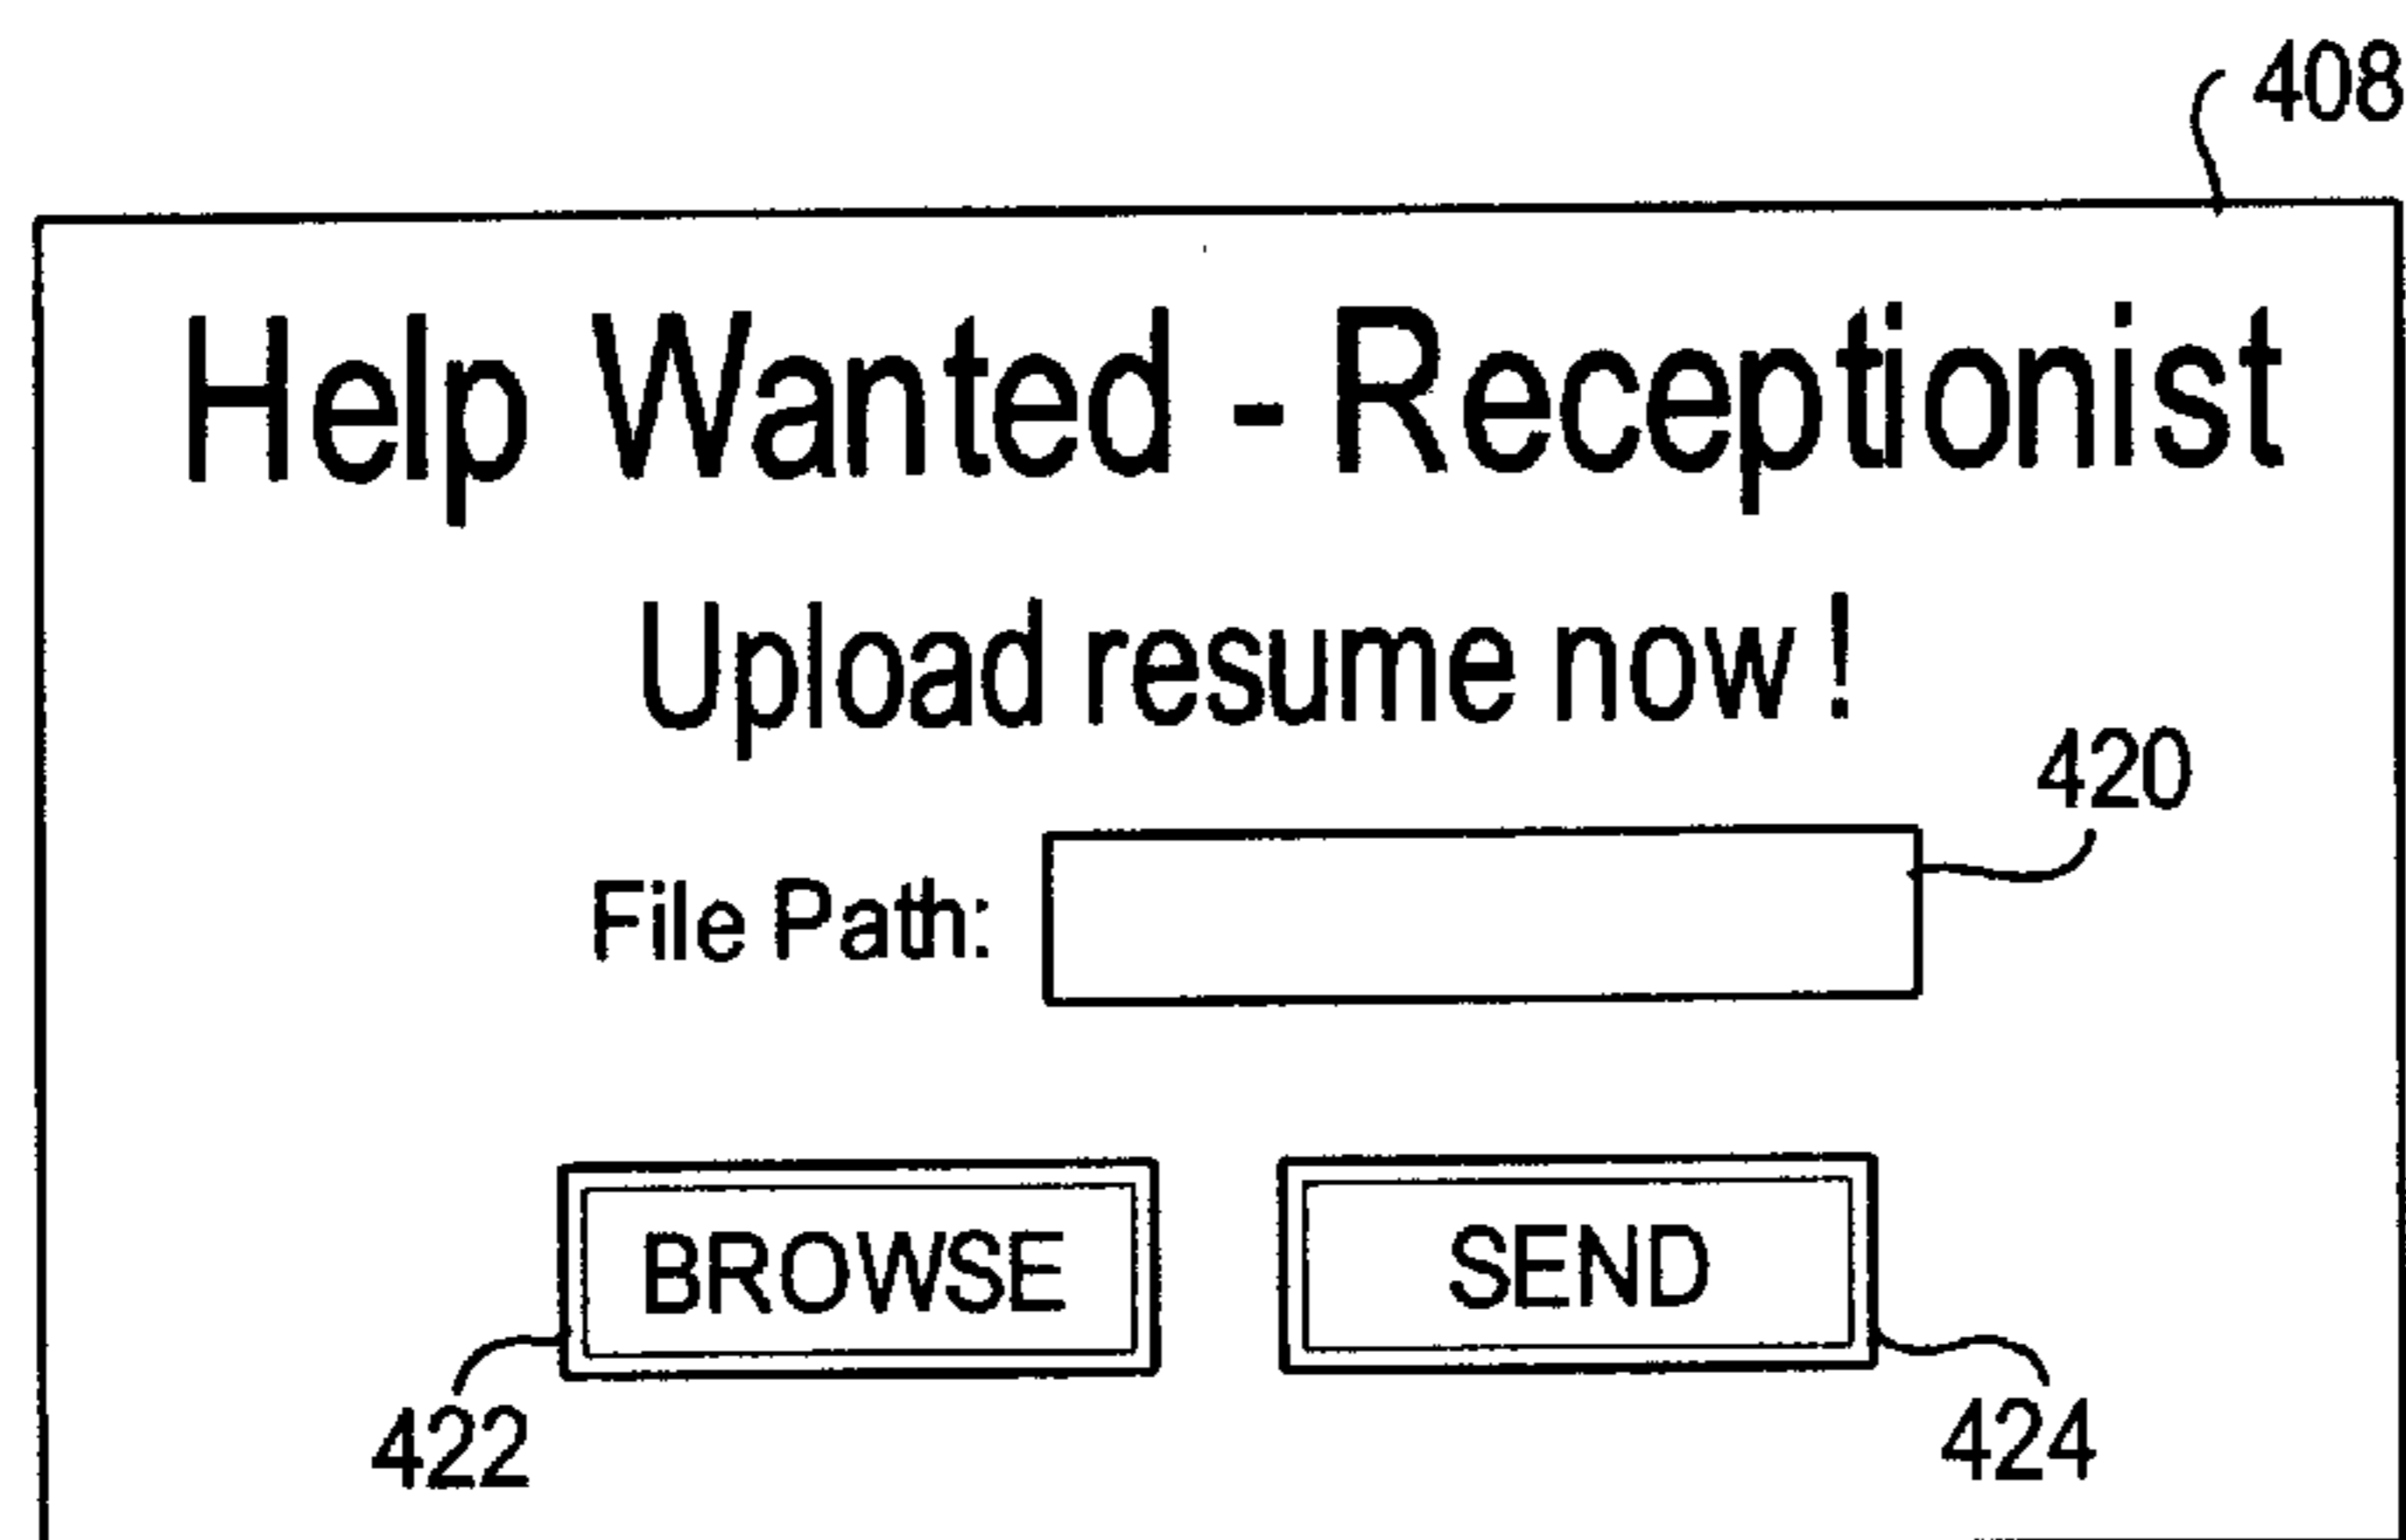 408
Help Wanted - Receptionist
Upload resume now !
420
File Path:
BROWSE SEND
422 424